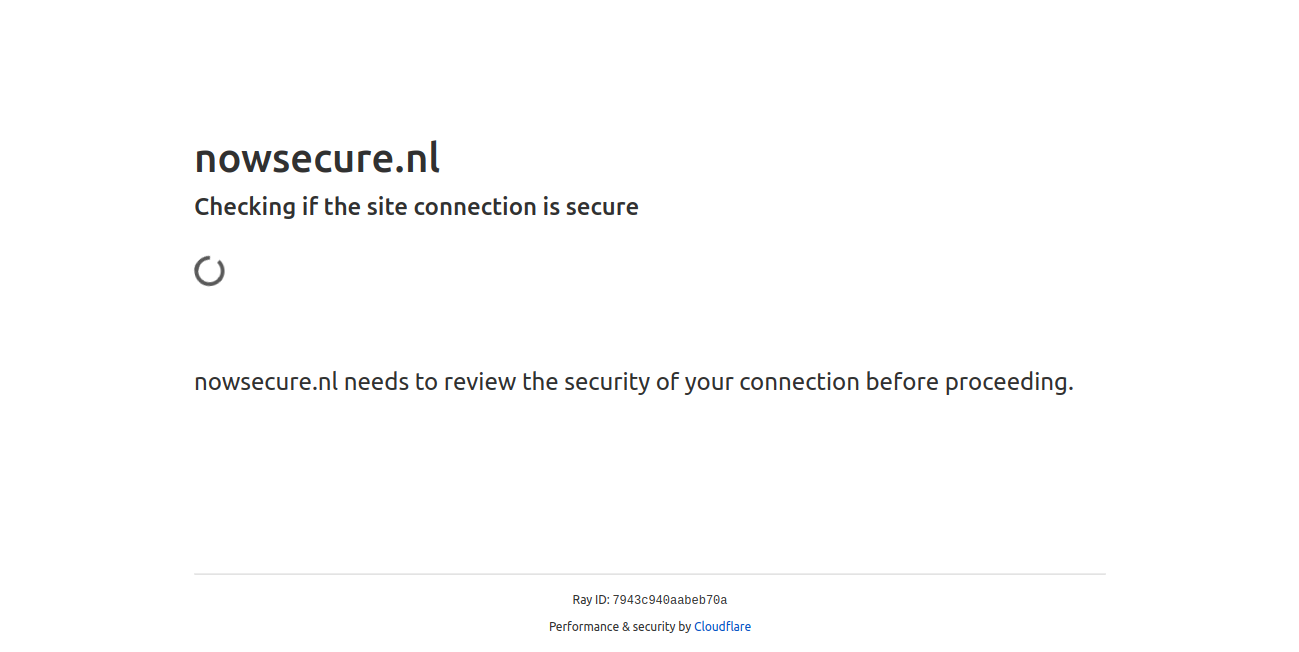 nowsecure.nl
Checking if the site connection is secure
nowsecure.nl needs to review the security of your connection before proceeding.
Ray ID: 7943c940aabeb70a
Performance & security by Cloudflare